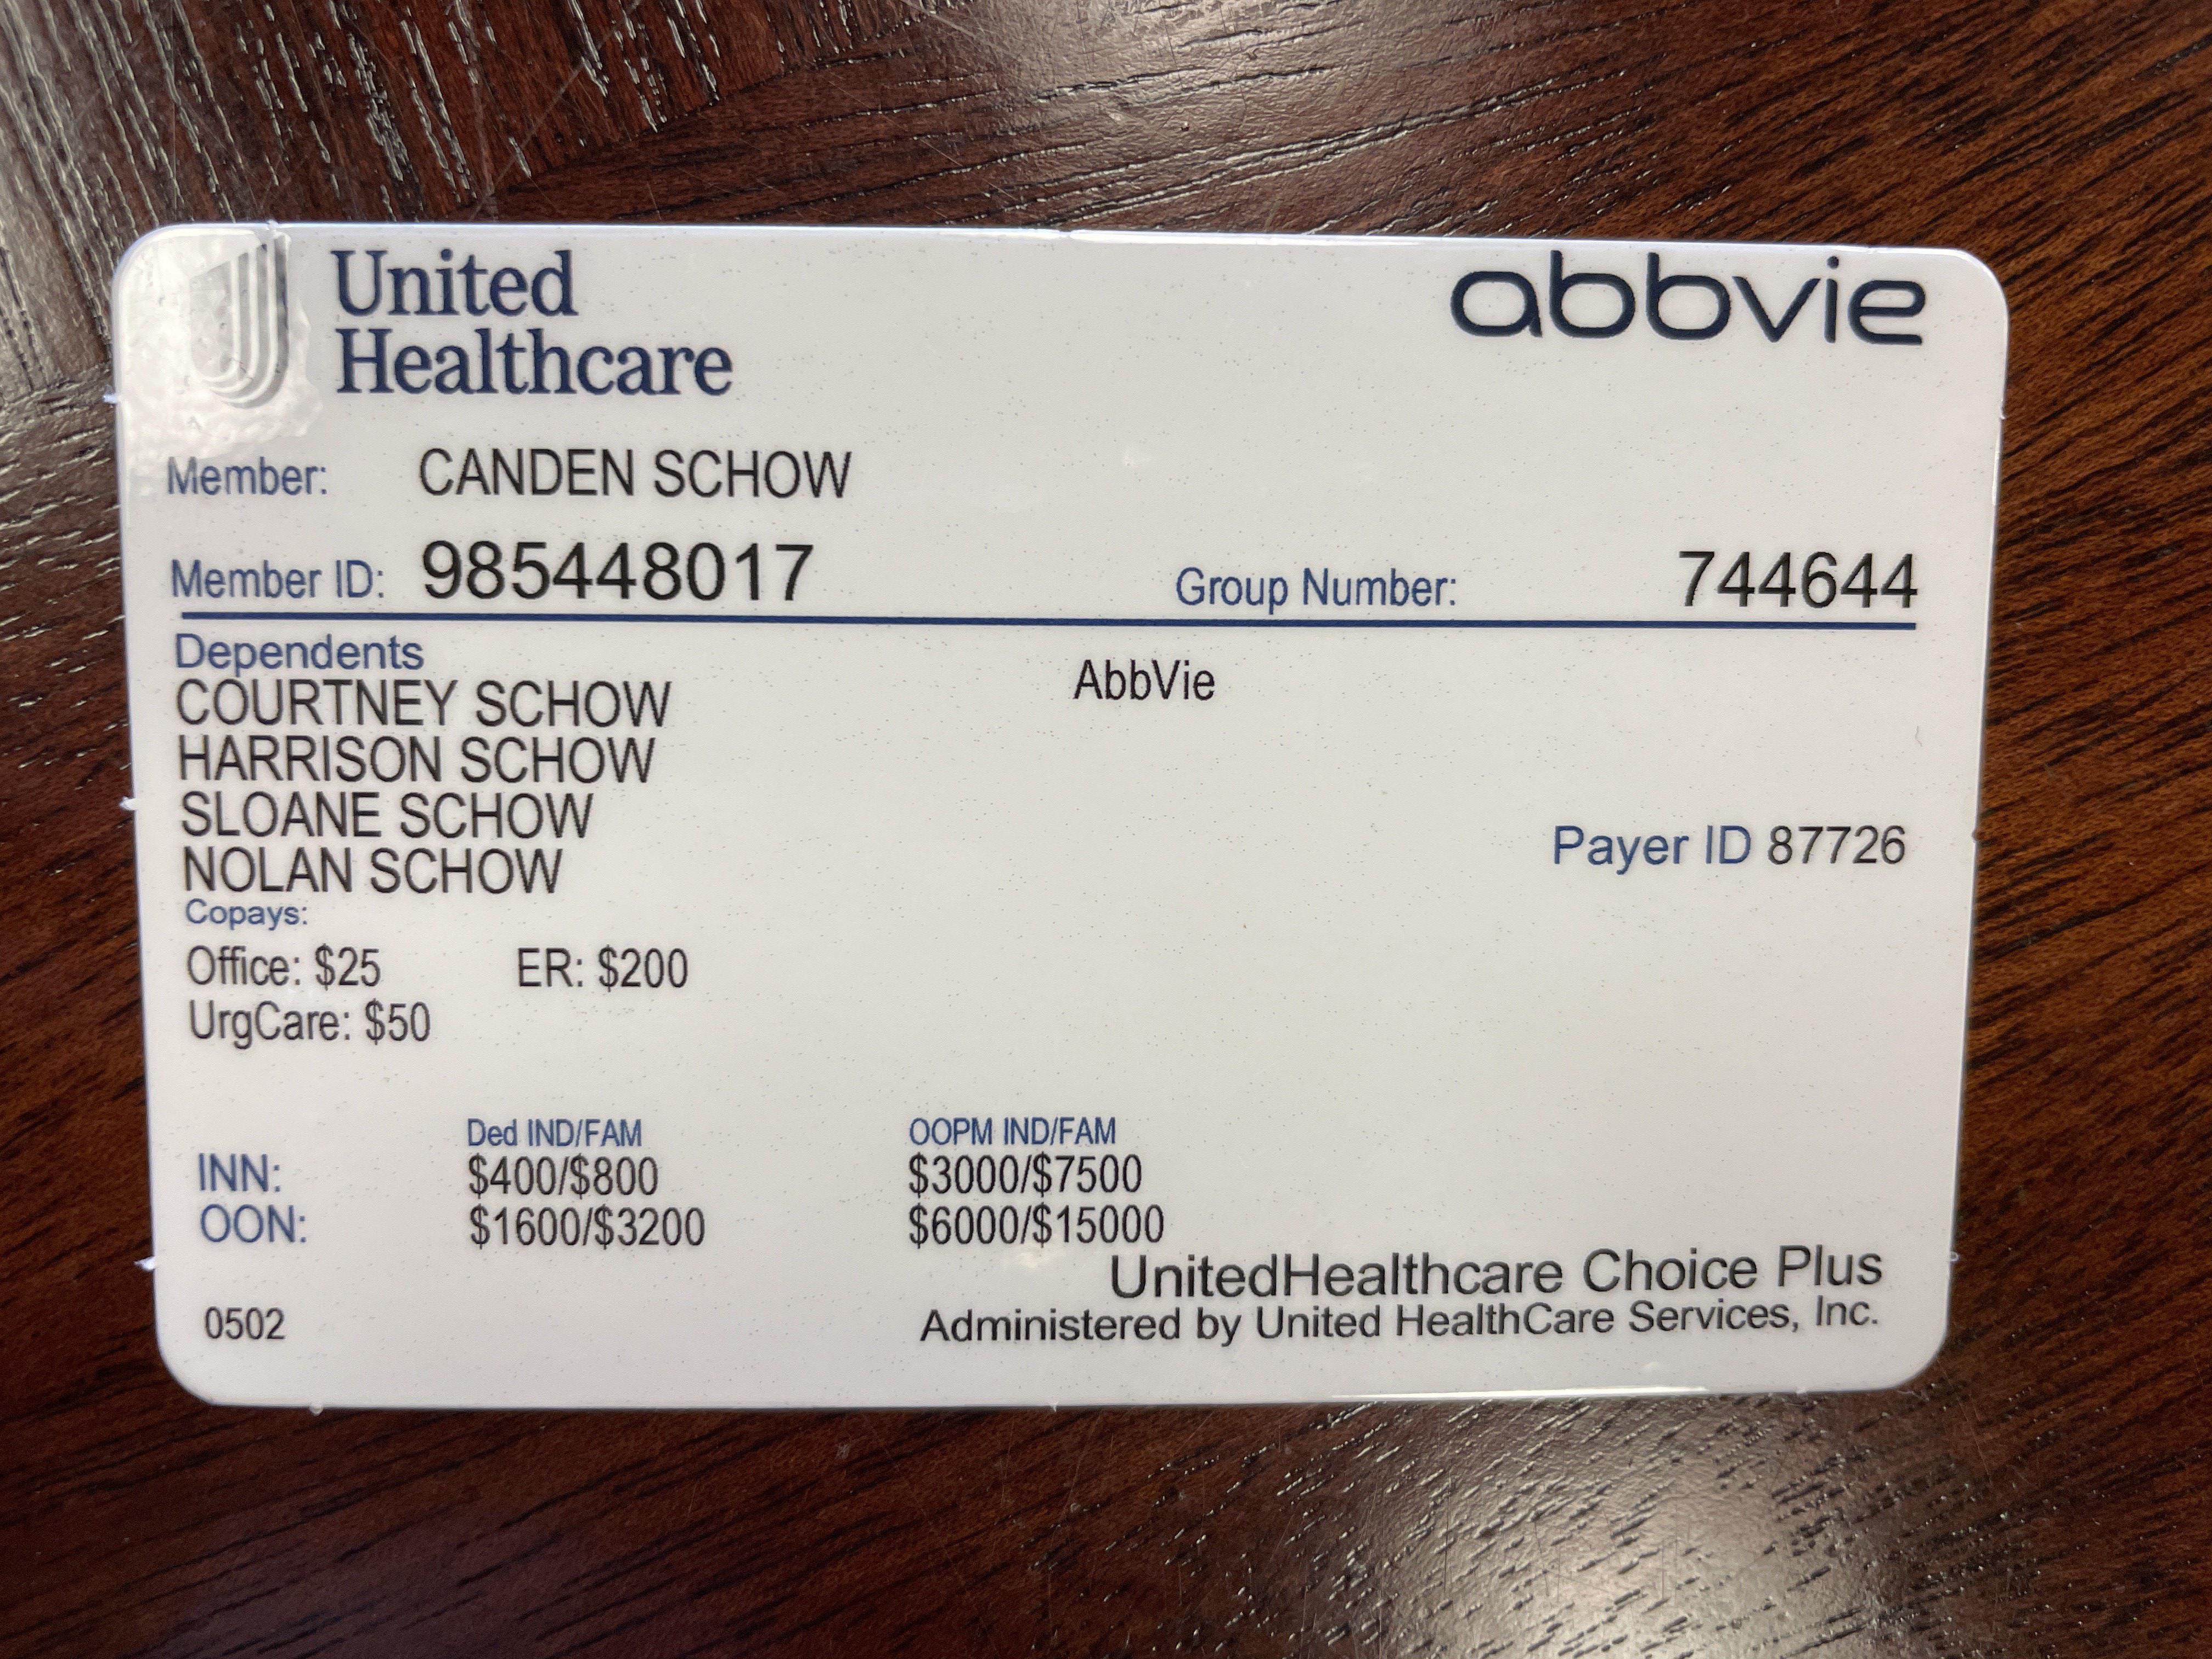 United
Healthcare
abbvie
Member: CANDEN SCHOW
Member ID: 985448017 Group Number: 744644
Dependents
COURTNEY SCHOW AbbVie
HARRISON SCHOW
SLOANE SCHOW
NOLAN SCHOW Payer ID 87726
Copays:
Office: $25 ER: $200
UrgCare: $50
Ded IND/FAM OOPM IND/FAM
INN: $400/$800 $3000/$7500
OON: $1600/$3200 $6000/$15000
UnitedHealthcare Choice Plus
0502 Administered by United HealthCare Services, Inc.